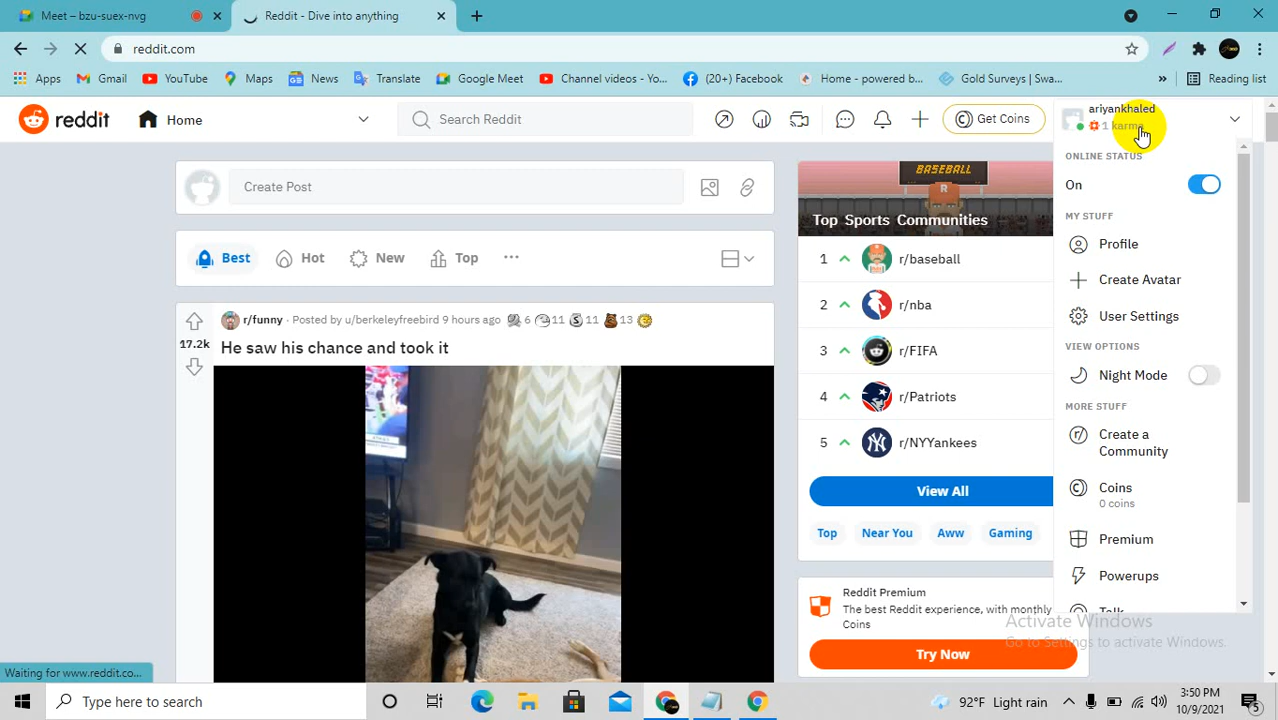 Meet – bzu-suex-nvg
Reddit - Dive into anything
reddit.com
Apps
Gmail
YouTube
Maps
News
Translate
Google Meet
Channel videos - Yo...
(20+) Facebook
Home - powered b...
Gold Surveys | Swa...
Reading list
reddit
Home
Search Reddit
Get Coins
ariyankhaled
1 karma
ONLINE STATUS
On
MY STUFF
Profile
Create Avatar
User Settings
VIEW OPTIONS
Night Mode
MORE STUFF
Create a
Community
Coins
0 coins
Premium
Powerups
Talk
Create Post
Best
Hot
New
Top
r/funny · Posted by u/berkeleyfreebird 9 hours ago 6 11 11 13
17.2k
He saw his chance and took it
BASEBALL
Top Sports Communities
1 r/baseball
2 r/nba
3 r/FIFA
4 r/Patriots
5 r/NYYankees
View All
Top
Near You
Aww
Gaming
Reddit Premium
The best Reddit experience, with monthly
Coins
Try Now
Activate Windows
Go to Settings to activate Windows.
Waiting for www.reddit.co...
Type here to search
92°F Light rain
3:50 PM
10/9/2021
5